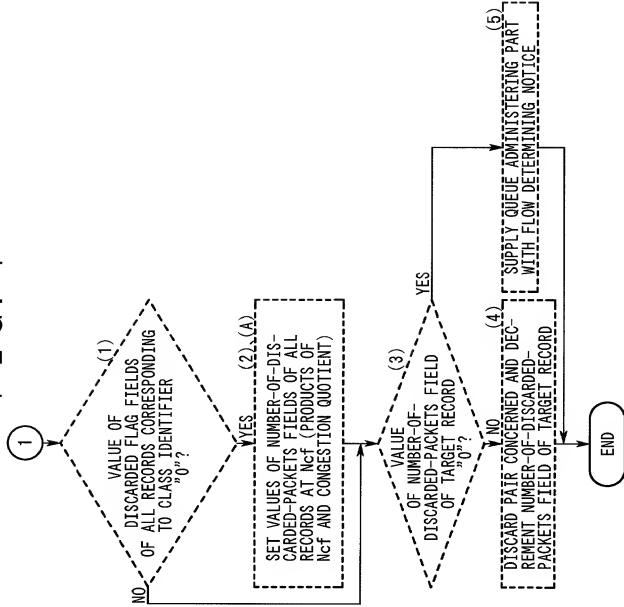 1
(1)
VALUE OF
DISCARDED FLAG FIELDS
OF ALL RECORDS CORRESPONDING
TO CLASS IDENTIFIER
"0"?
NO
YES
(2)、(A)
SET VALUES OF NUMBER-OF-DIS-
CARDED-PACKETS FIELDS OF ALL
RECORDS AT Ncf (PRODUCTS OF
Ncf AND CONGESTION QUOTIENT)
(3)
VALUE
OF NUMBER-OF-
DISCARDED-PACKETS FIELD
OF TARGET RECORD
"0"?
YES
NO
(4)
DISCARD PAIR CONCERNED AND DEC-
REMENT NUMBER-OF-DISCARDED-
PACKETS FIELD OF TARGET RECORD
(5)
SUPPLY QUEUE ADMINISTERING PART
WITH FLOW DETERMINING NOTICE
END